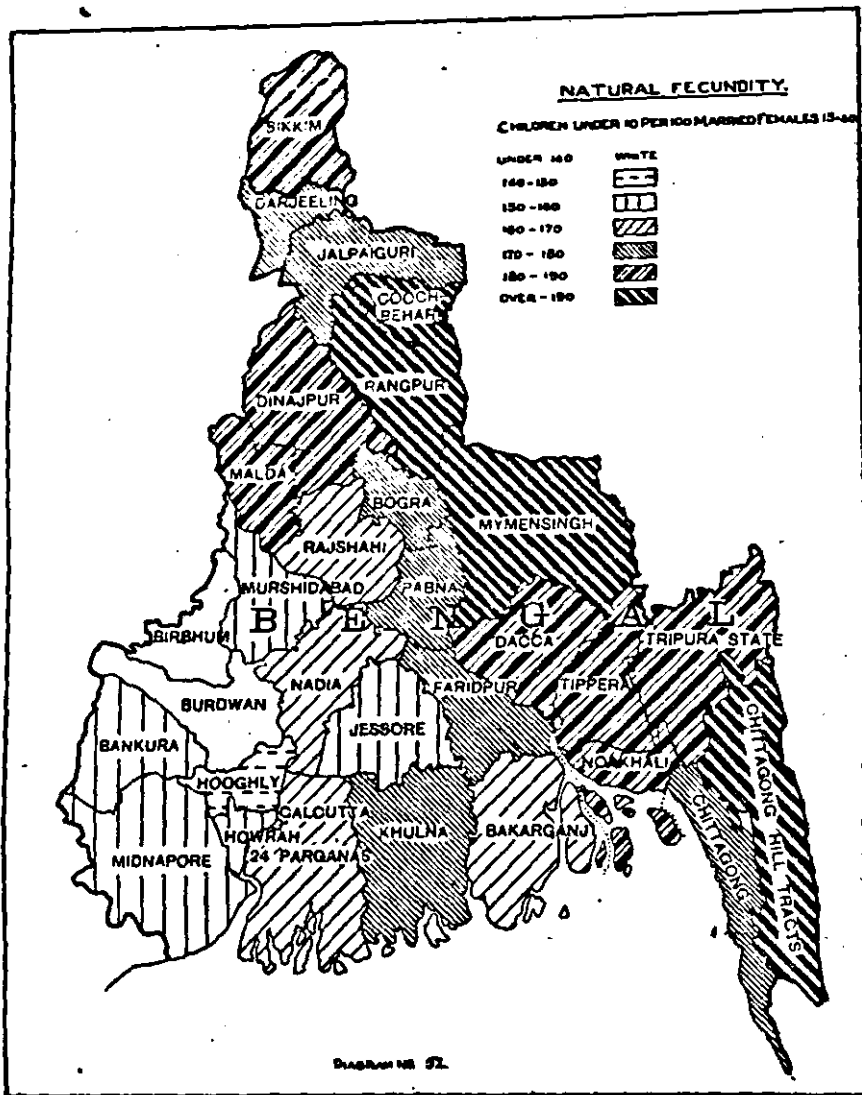 NATURAL FECUNDITY.
CHILDREN UNDER 10 PER 100 MARRIED FEMALES 15-40
UNDER 140 WHITE
140-150
150-160
160-170
170-180
180-190
OVER-190
SIKKIM
DARJEELING
JALPAIGURI
COOCH
BEHAR
RANGPUR
DINAJPUR
MALDA
BOGRA
MYMENSINGH
RAJSHAHI
MURSHIDABAD
PABNA
BENGAL
BIRBHUM
DACCA
TRIPURA STATE
NADIA
FARIDPUR
TIPPERA
BURDWAN
JESSORE
BANKURA
NOAKHALI
CHITTAGONG HILL TRACTS
HOOGHLY
CALCUTTA
CHITTAGONG
HOWRAH
KHULNA
BAKARGANJ
MIDNAPORE
24 PARGANAS
DIAGRAM NO 52.